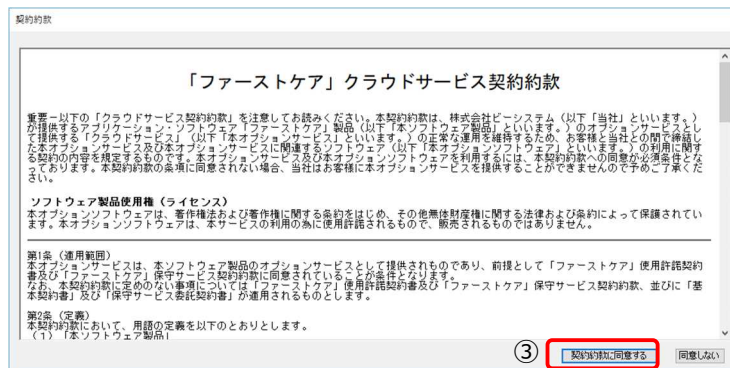 契約約款
「ファーストケア」クラウドサービス契約約款
重要－以下の「クラウドサービス契約約款」を注意してお読みください。本契約約款は、株式会社ビーシステム（以下「当社」といいます。）
が提供するアプリケーション・ソフトウェア「ファーストケア」製品（以下「本ソフトウェア製品」といいます。）のオプションサービスとし
て提供する「クラウドサービス」（以下「本オプションサービス」といいます。）の正常な運用を維持するため、お客様と当社との間で締結し
た本オプションサービス及び本オプションサービスに関連するソフトウェア（以下「本オプションソフトウェア」といいます。）の利用に関す
る契約の内容を規定するものです。本オプションサービス及び本オプションソフトウェアを利用するには、本契約約款への同意が必須条件とな
っております。本契約約款の条項に同意されない場合、当社はお客様に本オプションサービスを提供することができませんので予めご了承くだ
さい。
ソフトウェア製品使用権（ライセンス）
本オプションソフトウェアは、著作権法および著作権に関する条約をはじめ、その他無体財産権に関する法律および条約によって保護されてい
ます。本オプションソフトウェアは、本サービスの利用の為に使用許諾されるもので、販売されるものではありません。
第1条（適用範囲）
本オプションサービスは、本ソフトウェア製品のオプションサービスとして提供されものであり、前提として「ファーストケア」使用許諾契約
書及び「ファーストケア」保守サービス契約約款に同意されていることが条件となります。
なお、本契約約款に定めのない事項については「ファーストケア」使用許諾契約書及び「ファーストケア」保守サービス契約約款、並びに「基
本契約書」及び「保守サービス委託契約書」が適用されるものとします。
第2条（定義）
本契約約款において、用語の定義を以下のとおりとします。
（1）「本ソフトウェア製品」
③ 契約約款に同意する 同意しない